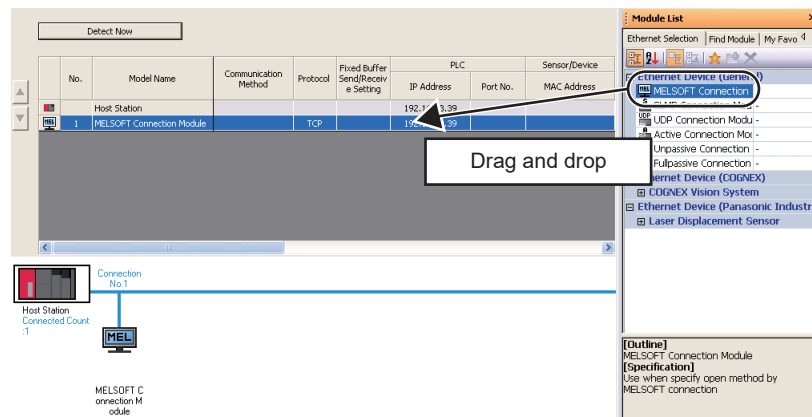 Detect Now
No.
Model Name
Communication
Method
Protocol
Fixed Buffer
Send/Receiv
e Setting
PLC
IP Address
Port No.
Sensor/Device
MAC Address
Host Station
1
MELSOFT Connection Module
TCP
Drag and drop
Connection
No.1
Host Station
Connected Count
:1
MEL
MELSOFT C
onnection M
odule
Module List
Ethernet Selection
Find Module
My Favo
Ethernet Device (General)
MELSOFT Connection
UDP Connection Modu -
Active Connection Mo
Unpassive Connection -
Fullpassive Connection -
COGNEX Vision System
Ethernet Device (Panasonic Industr
Laser Displacement Sensor
[Outline]
MELSOFT Connection Module
[Specification]
Use when specify open method by
MELSOFT connection